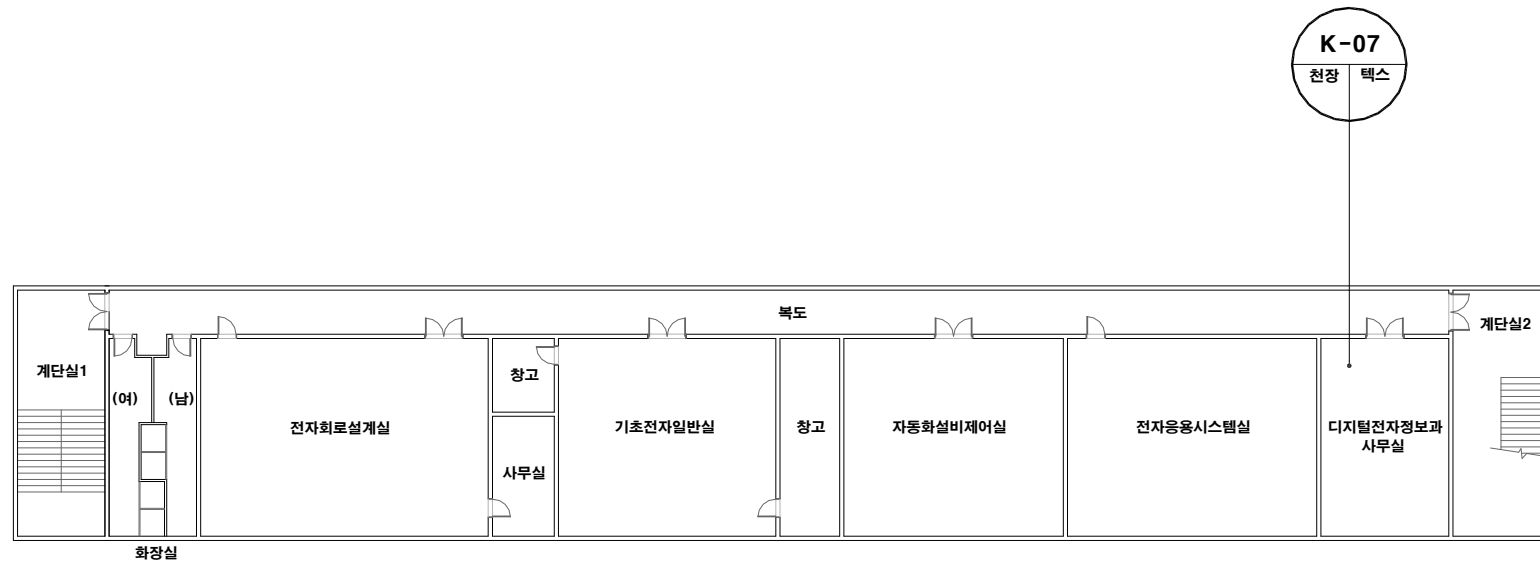 K-07
천장 텍스
복도
계단실2
계단실1
창고
(여) (남)
전자회로설계실
기초전자일반실
창고
자동화설비제어실
전자응용시스템실
디지털전자정보과
사무실
사무실
화장실